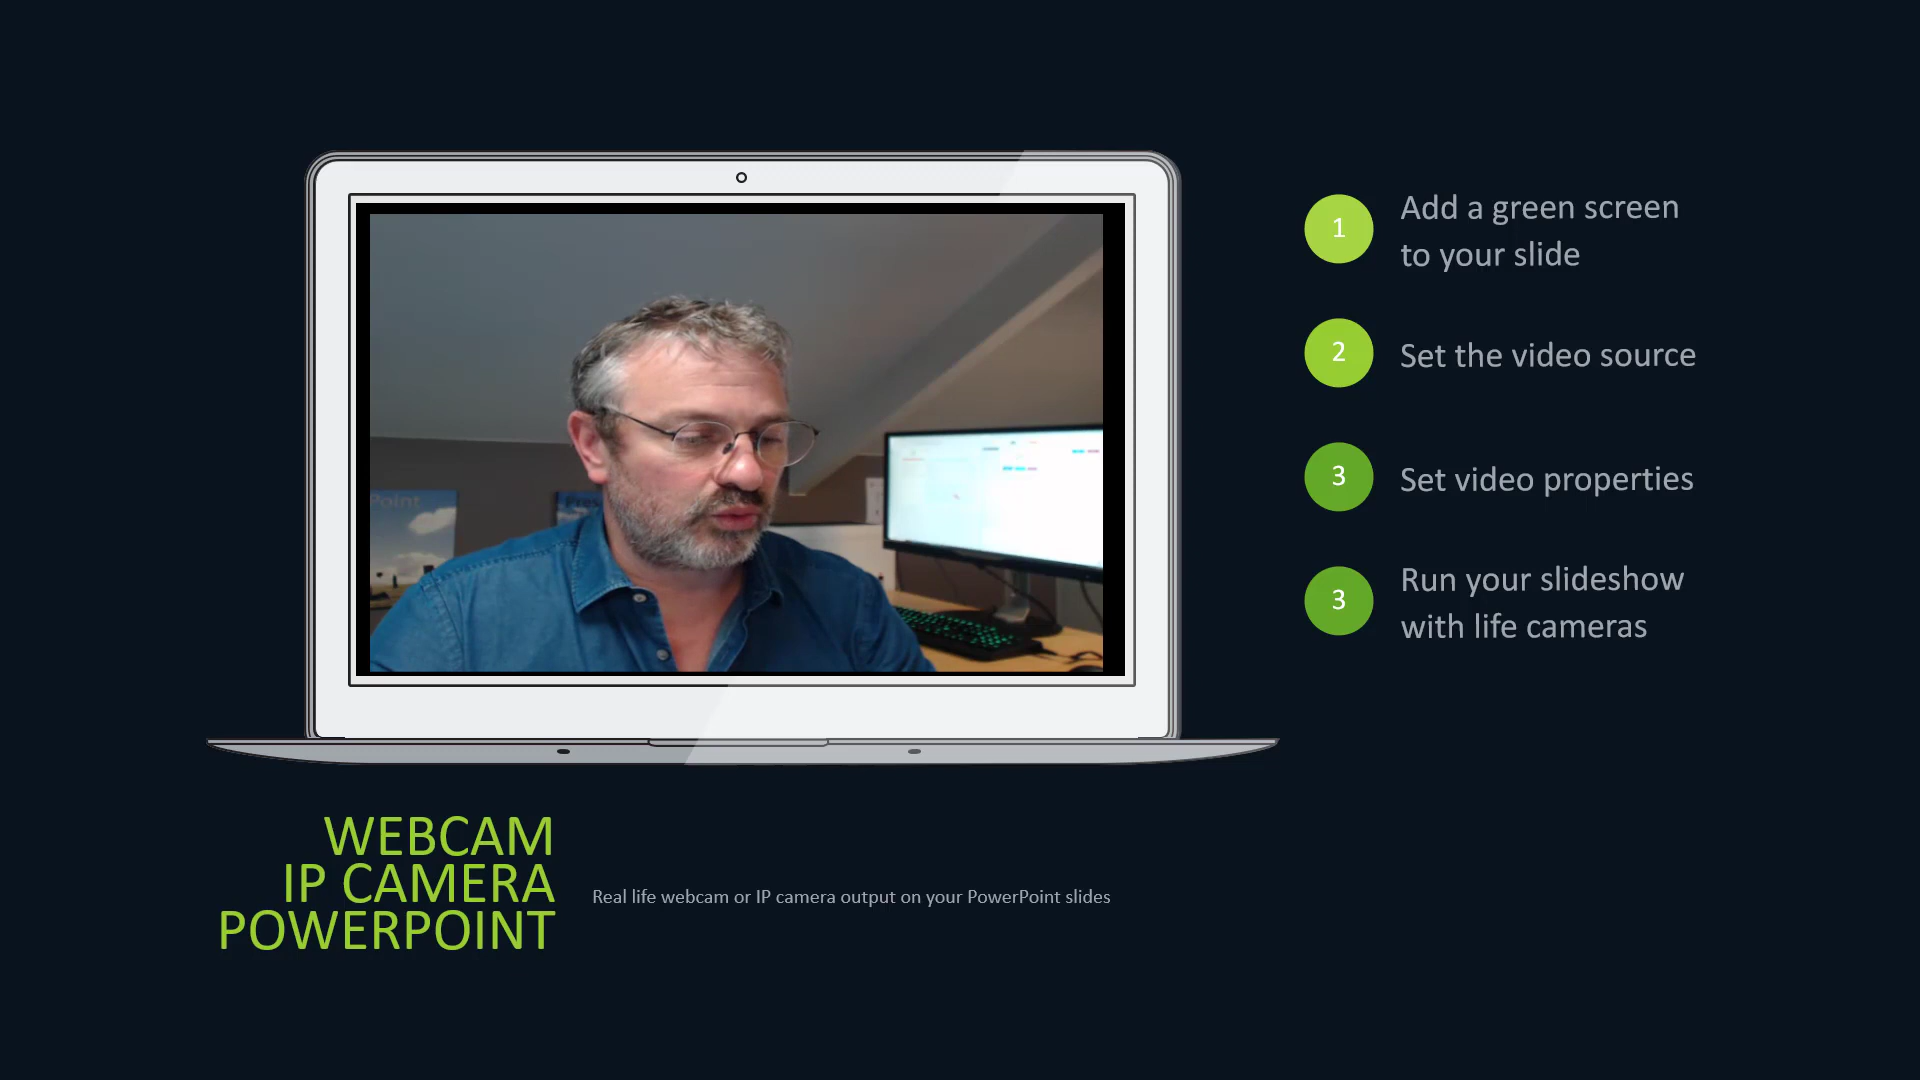 1
Add a green screen
to your slide
2
Set the video source
3
Set video properties
3
Run your slideshow
with life cameras
Point
WEBCAM
IP CAMERA
POWERPOINT
Real life webcam or IP camera output on your PowerPoint slides